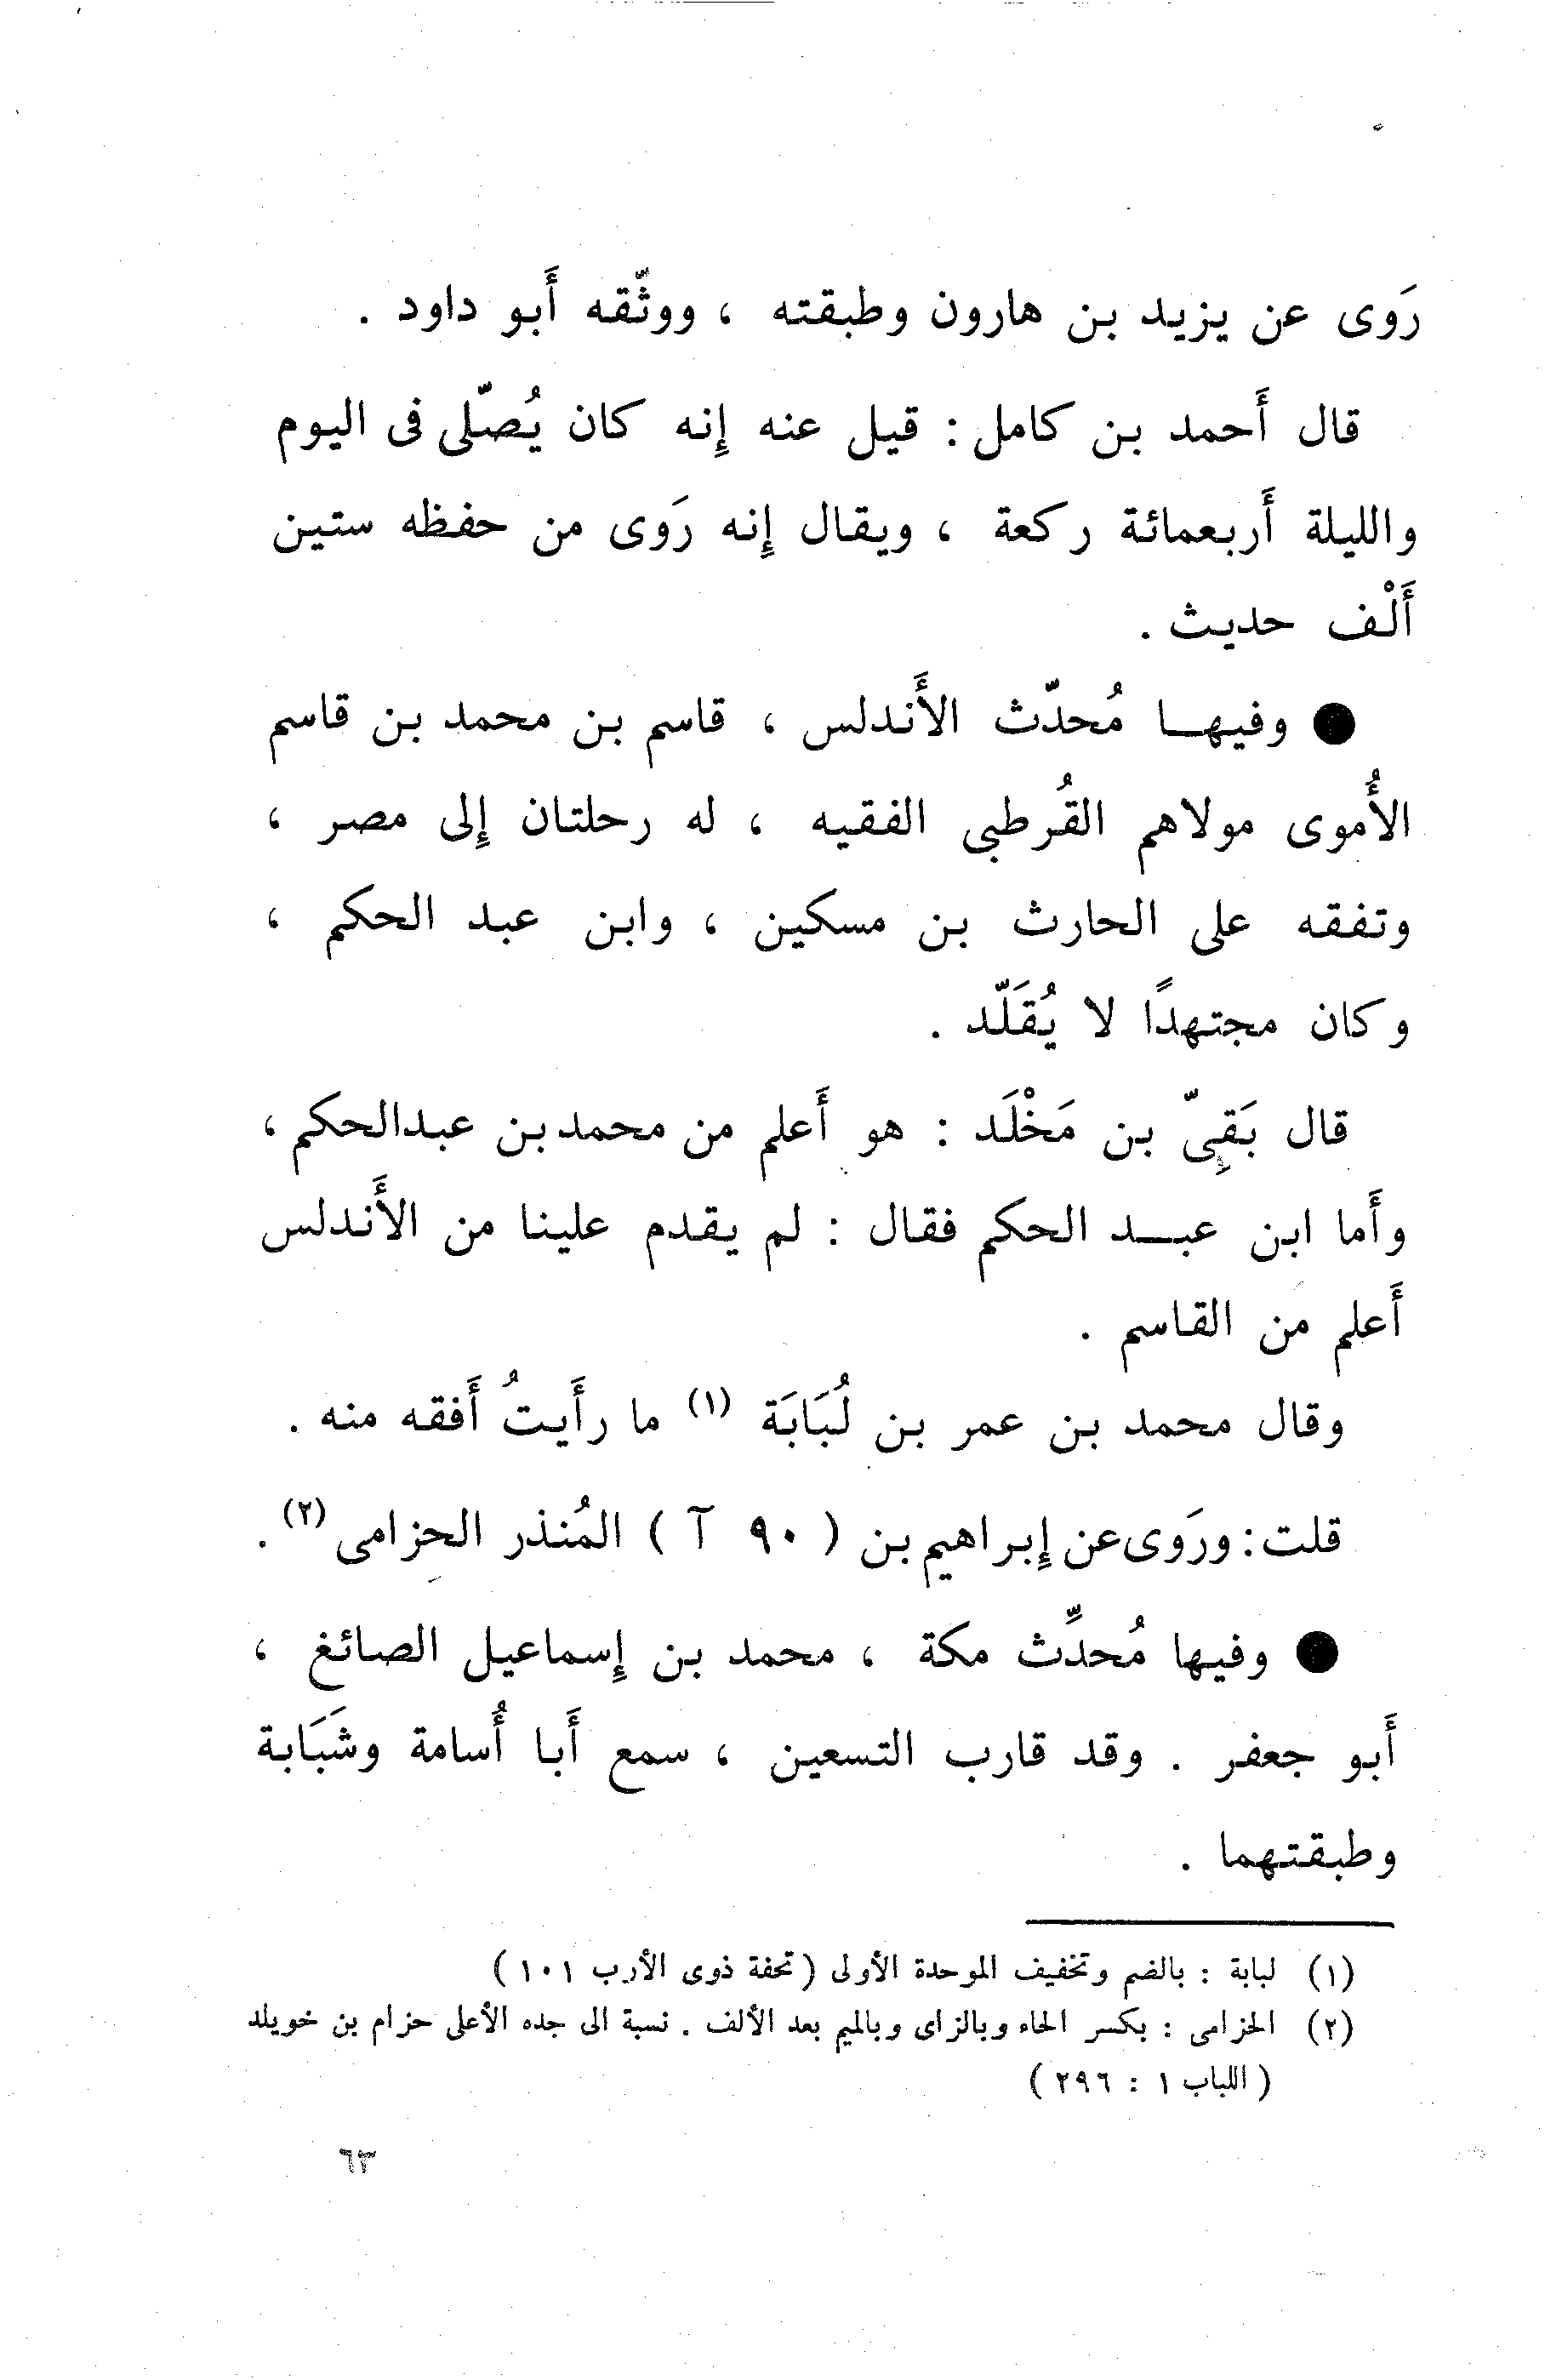 رَوى عن يزيد بن هارون وطبقته ، ووثّقه أَبو داود .
قال أَحمد بن كامل : قيل عنه إِنه كان يُصّلى فى اليوم
والليلة أَربعمائة ركعة ، ويقال إِنه رَوى من حفظه ستين
أَلْف حديث .
● وفيهـا مُحدّث الأَندلس ، قاسم بن محمد بن قاسم
الأُموى مولاهم القُرطبى الفقيه ، له رحلتان إِلى مصر ،
وتفقه على الحارث بن مسكين ، وابن عبد الحكم ،
وكان مجتهدًا لا يُقَلّد .
قال بَقِىّ بن مَخْلَد : هو أَعلم من محمد بن عبدالحكم ،
وأَما ابن عبـد الحكم فقال : لم يقدم علينا من الأَندلس
أَعلم من القاسم .
وقال محمد بن عمر بن لُبَابَة (١) ما رأَيتُ أَفقه منه .
قلت : ورَوى عن إِبراهيم بن ( ٩٠ آ ) المُنذر الحِزامى (٢) .
● وفيها مُحدِّث مكة ، محمد بن إِسماعيل الصائغ ،
أَبو جعفر . وقد قارب التسعين ، سمع أَبا أُسامة وشَبَابة
وطبقتهما .
(١) لبابة : بالضم وتخفيف الموحدة الأولى (تحفة ذوى الأرب ١٠١ )
(٢) الحزامى : بكسر الحاء وبالزاى وبالميم بعد الألف . نسبة الى جده الأعلى حزام بن خويلد
( اللباب ١ : ٢٩٦ )
٦٣